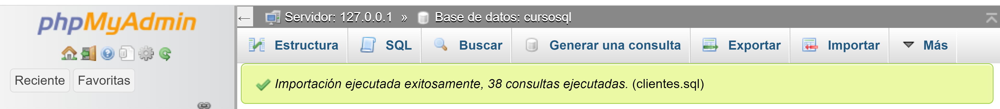 phpMyAdmin
Reciente Favoritas
← Servidor: 127.0.0.1 » Base de datos: cursosql
Estructura SQL Buscar Generar una consulta Exportar Importar Más
Importación ejecutada exitosamente, 38 consultas ejecutadas. (clientes.sql)